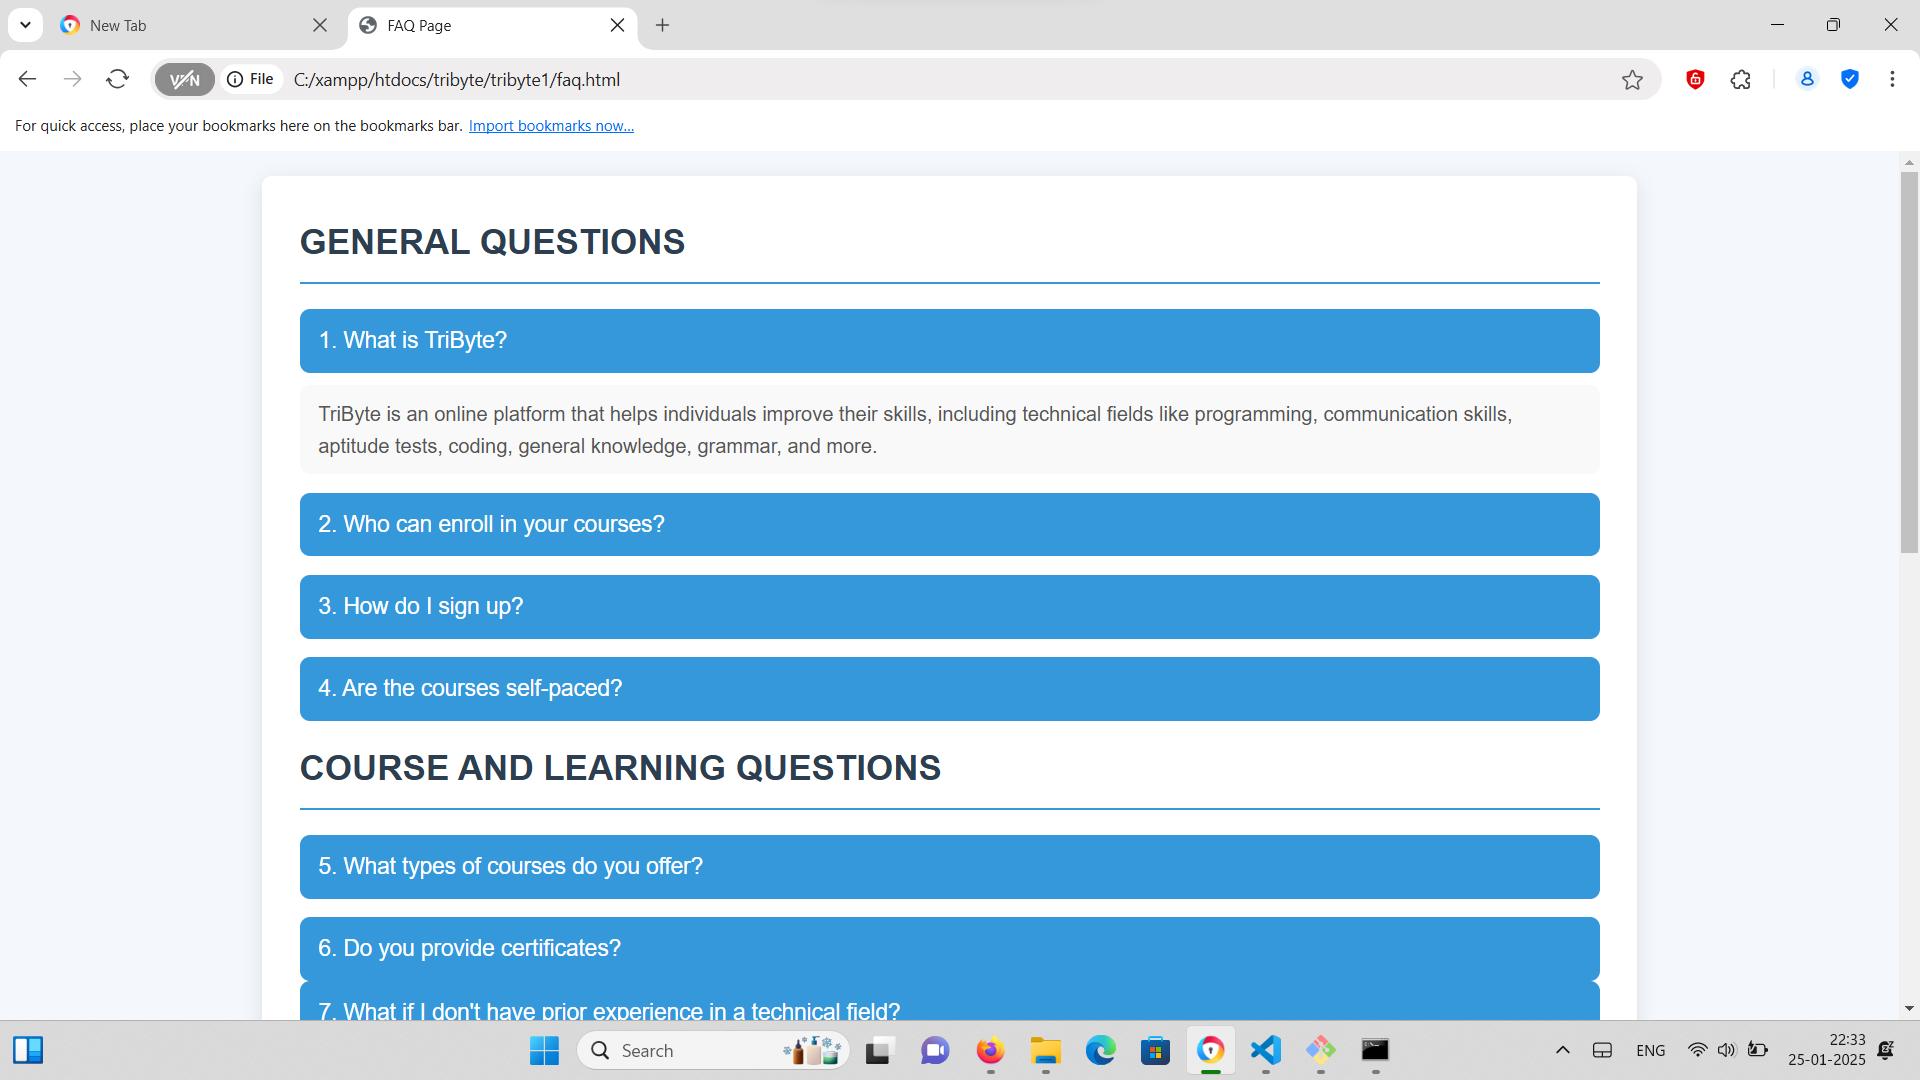 New Tab
FAQ Page
VPN
File
C:/xampp/htdocs/tribyte/tribyte1/faq.html
For quick access, place your bookmarks here on the bookmarks bar. Import bookmarks now...
GENERAL QUESTIONS
1. What is TriByte?
TriByte is an online platform that helps individuals improve their skills, including technical fields like programming, communication skills,
aptitude tests, coding, general knowledge, grammar, and more.
2. Who can enroll in your courses?
3. How do I sign up?
4. Are the courses self-paced?
COURSE AND LEARNING QUESTIONS
5. What types of courses do you offer?
6. Do you provide certificates?
7. What if I don't have prior experience in a technical field?
Search
ENG
22:33
25-01-2025